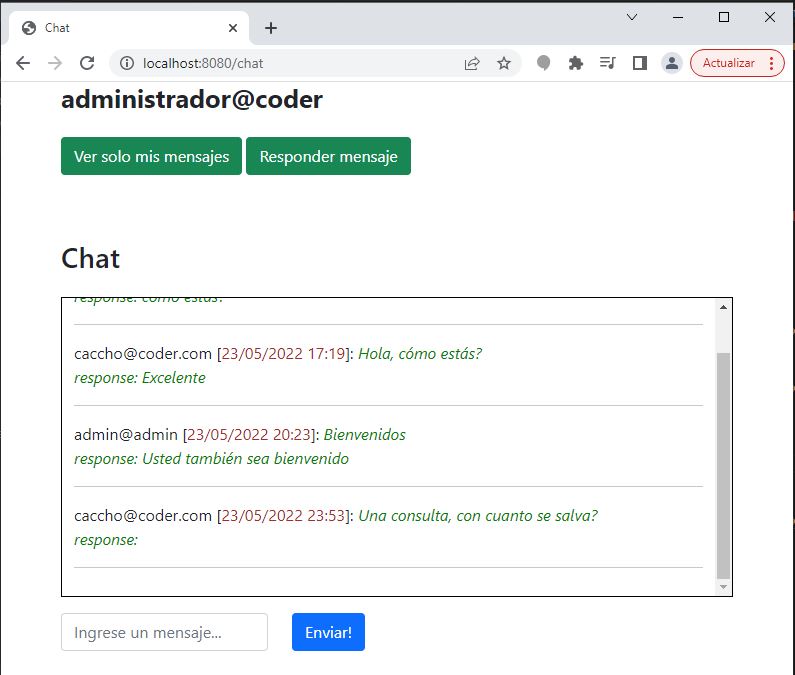 Chat
localhost:8080/chat
Actualizar
administrador@coder
Ver solo mis mensajes
Responder mensaje
Chat
response: como estas?
caccho@coder.com [23/05/2022 17:19]: Hola, cómo estás?
response: Excelente
admin@admin [23/05/2022 20:23]: Bienvenidos
response: Usted también sea bienvenido
caccho@coder.com [23/05/2022 23:53]: Una consulta, con cuanto se salva?
response:
Ingrese un mensaje...
Enviar!